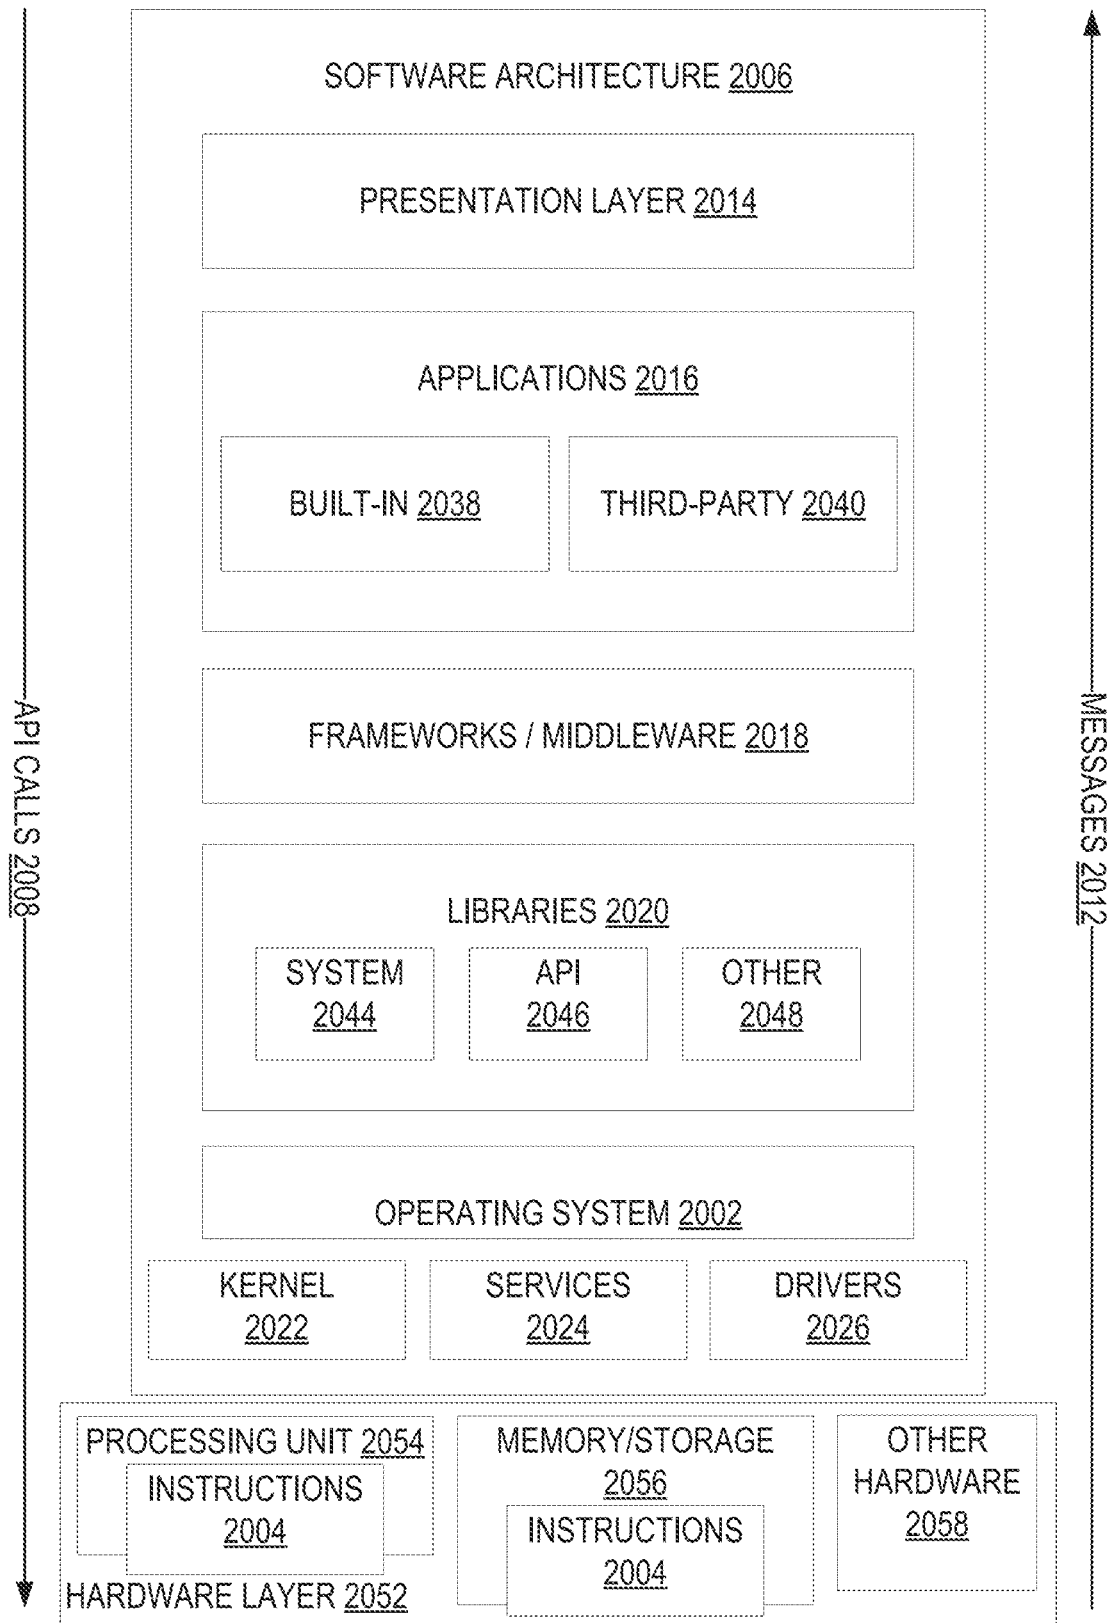 SOFTWARE ARCHITECTURE 2006
PRESENTATION LAYER 2014
APPLICATIONS 2016
BUILT-IN 2038
THIRD-PARTY 2040
FRAMEWORKS / MIDDLEWARE 2018
API CALLS 2008
MESSAGES 2012
LIBRARIES 2020
SYSTEM
2044
API
2046
OTHER
2048
OPERATING SYSTEM 2002
KERNEL
2022
SERVICES
2024
DRIVERS
2026
PROCESSING UNIT 2054
INSTRUCTIONS
2004
MEMORY/STORAGE
2056
INSTRUCTIONS
2004
OTHER
HARDWARE
2058
HARDWARE LAYER 2052